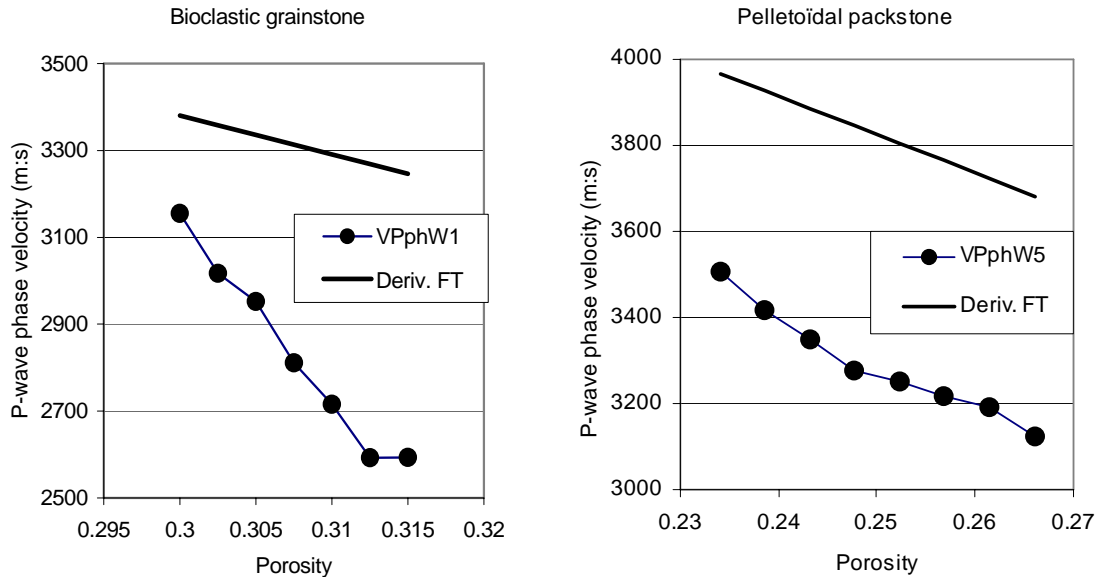 Bioclastic grainstone
3500
3300
3100
2900
2700
2500
P-wave phase velocity (m:s)
VPphW1
Deriv. FT
0.295 0.3 0.305 0.31 0.315 0.32
Porosity
Pelletoïdal packstone
4000
3800
3600
3400
3200
3000
P-wave phase velocity (m:s)
VPphW5
Deriv. FT
0.23 0.24 0.25 0.26 0.27
Porosity